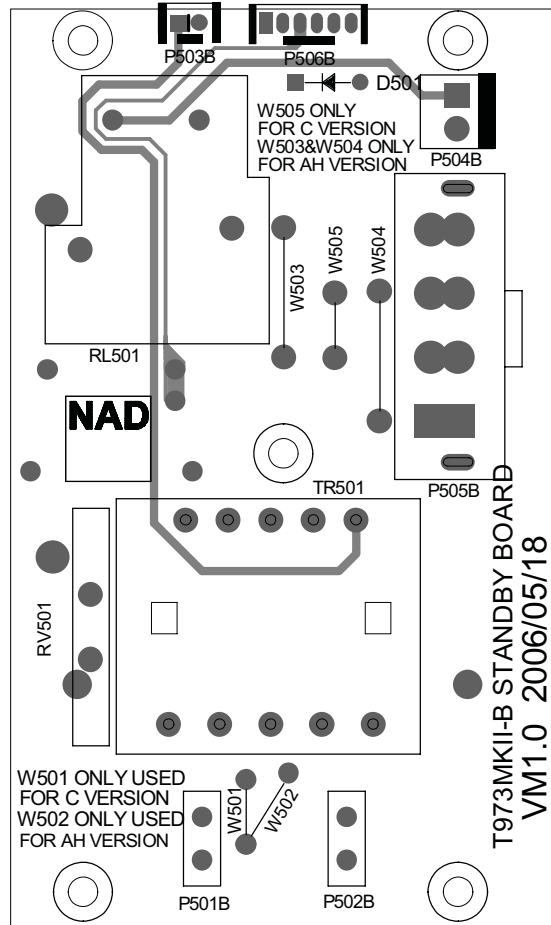 P503B
P506B
D501
W505 ONLY
FOR C VERSION
W503&W504 ONLY
FOR AH VERSION
P504B
W503
W505
W504
RL501
NAD
TR501
P505B
RV501
T973MKII-B STANDBY BOARD
VM1.0 2006/05/18
W501 ONLY USED
FOR C VERSION
W502 ONLY USED
FOR AH VERSION
W501
W502
P501B
P502B